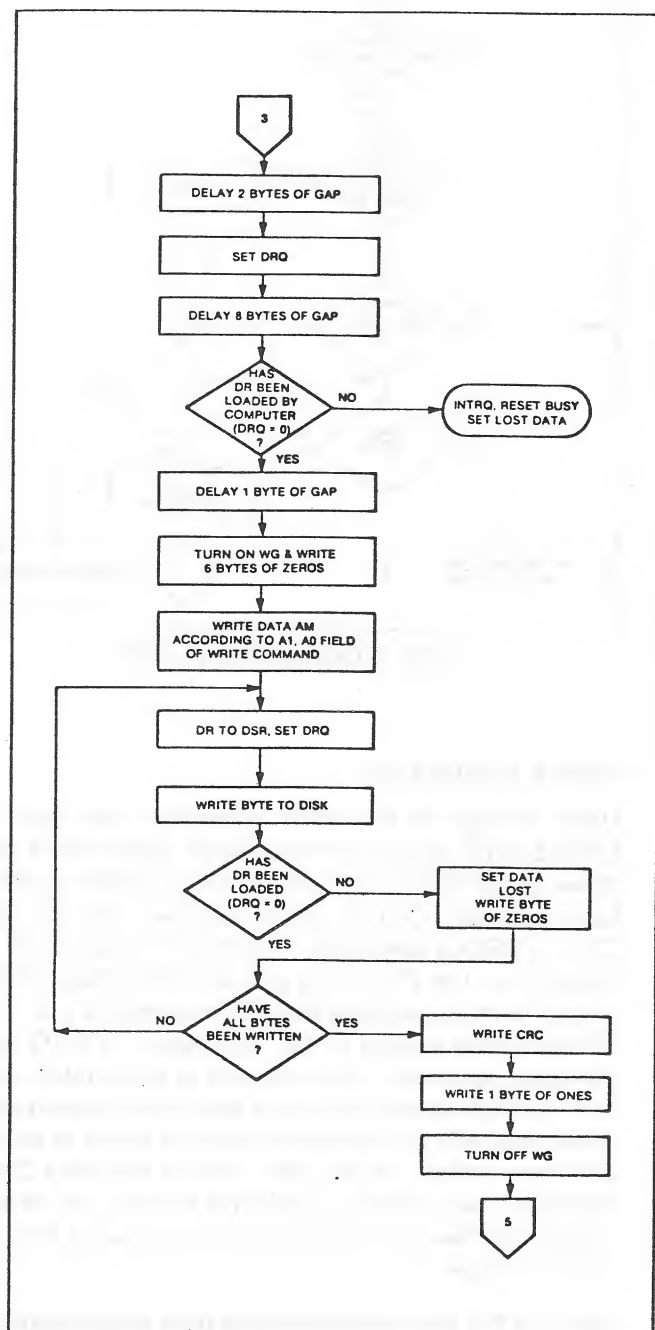 3
DELAY 2 BYTES OF GAP
SET DRQ
DELAY 8 BYTES OF GAP
HAS
DR BEEN
LOADED BY
COMPUTER
(DRQ = 0)
?
NO
INTRQ, RESET BUSY
SET LOST DATA
YES
DELAY 1 BYTE OF GAP
TURN ON WG & WRITE
6 BYTES OF ZEROS
WRITE DATA AM
ACCORDING TO A1, A0 FIELD
OF WRITE COMMAND
DR TO DSR, SET DRQ
WRITE BYTE TO DISK
HAS
DR BEEN
LOADED
(DRQ = 0)
?
NO
SET DATA
LOST
WRITE BYTE
OF ZEROS
YES
HAVE
ALL BYTES
BEEN WRITTEN
?
NO
YES
WRITE CRC
WRITE 1 BYTE OF ONES
TURN OFF WG
5